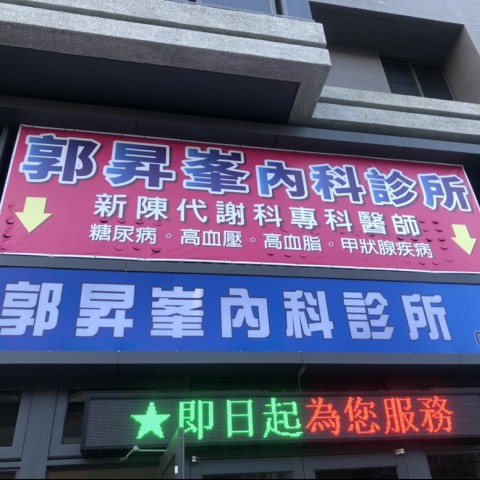 郭昇峯內科診所
新陳代謝科專科醫師
糖尿病。高血壓。高血脂。甲狀腺疾病
郭昇峯內科診所
★即日起為您服務